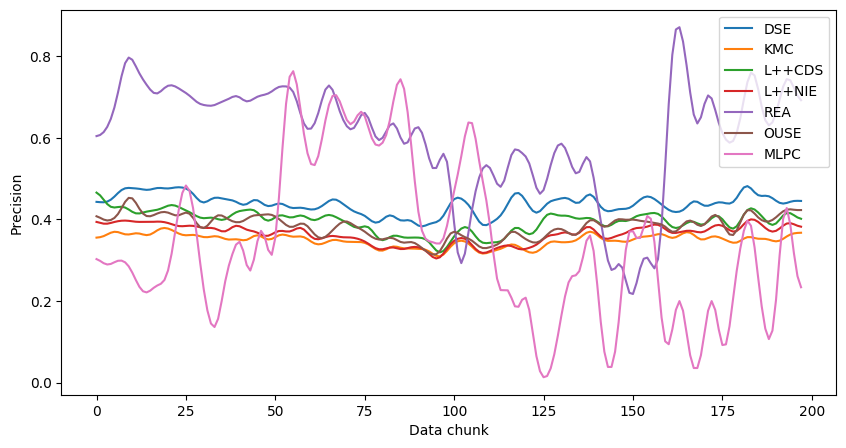 DSE
KMC
L++CDS
L++NIE
REA
OUSE
MLPC
Precision
0.8
0.6
0.4
0.2
0.0
0 25 50 75 100 125 150 175 200
Data chunk